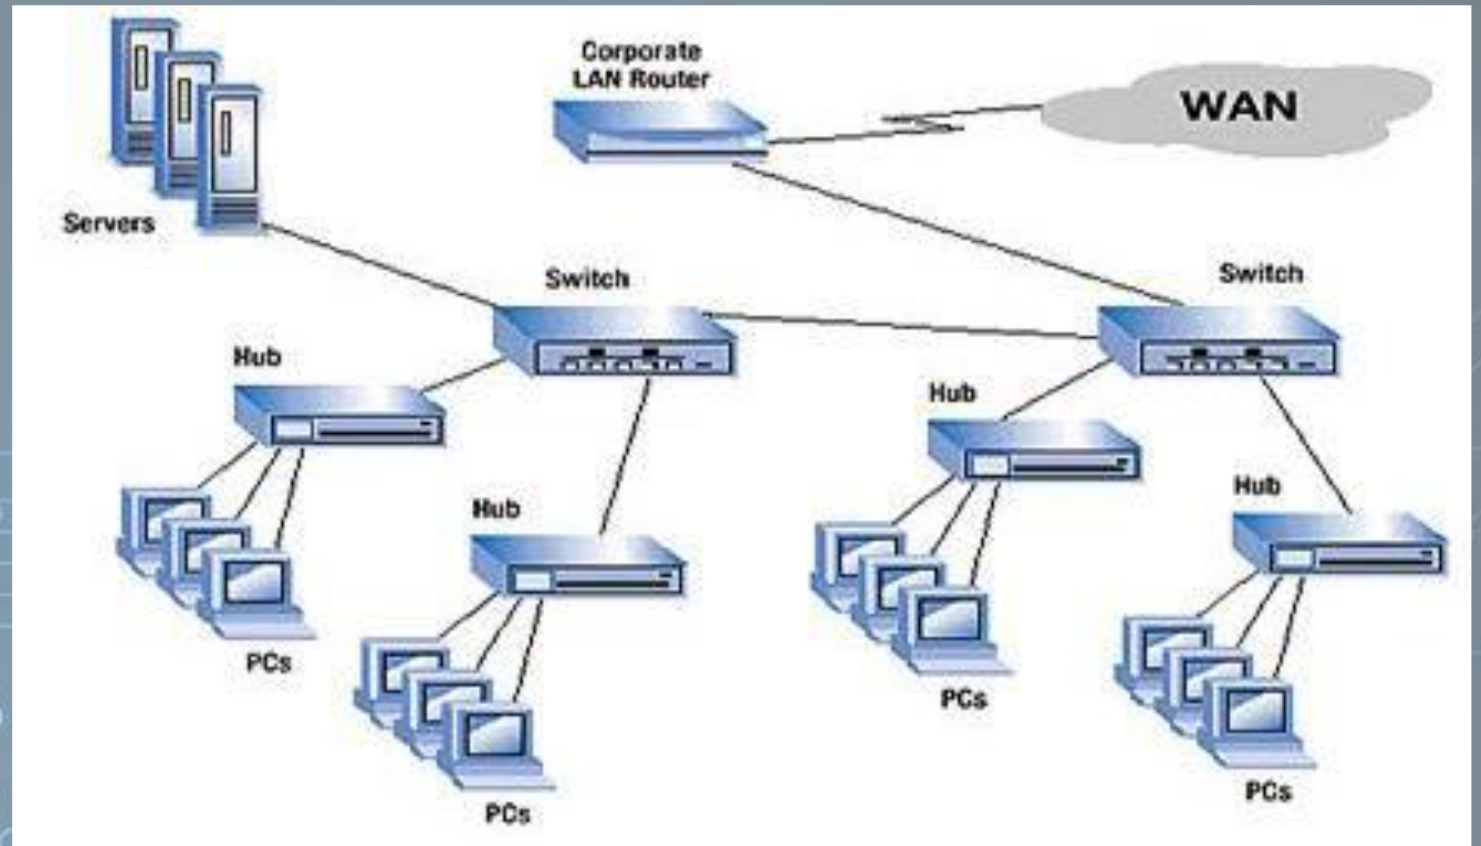 Corporate
LAN Router
WAN
Servers
Switch
Switch
Hub
Hub
Hub
Hub
PCs
PCs
PCs
PCs